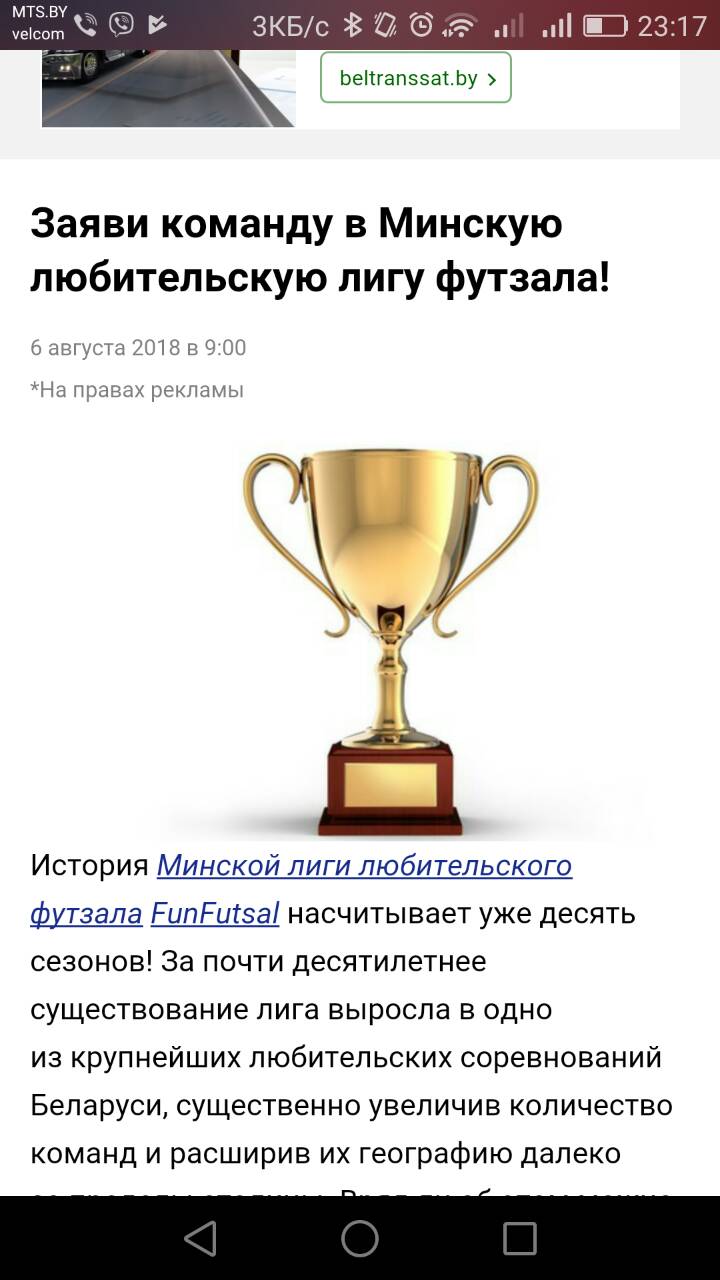 MTS.BY
velcom
3КБ/с
23:17
beltranssat.by
Заяви команду в Минскую
любительскую лигу футзала!
6 августа 2018 в 9:00
*На правах рекламы
История Минской лиги любительского
футзала FunFutsal насчитывает уже десять
сезонов! За почти десятилетнее
существование лига выросла в одно
из крупнейших любительских соревнований
Беларуси, существенно увеличив количество
команд и расширив их географию далеко